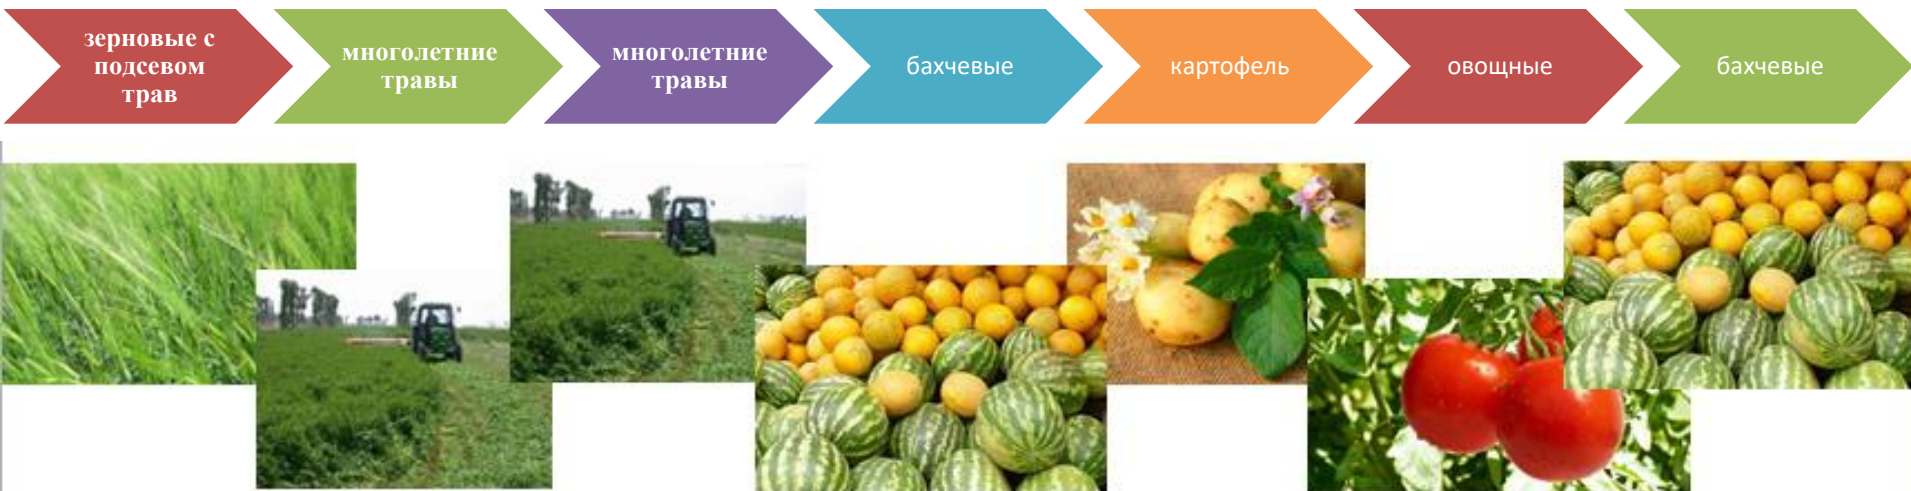 зерновые с
подсевом
трав
многолетние
травы
многолетние
травы
бахчевые
картофель
овощные
бахчевые